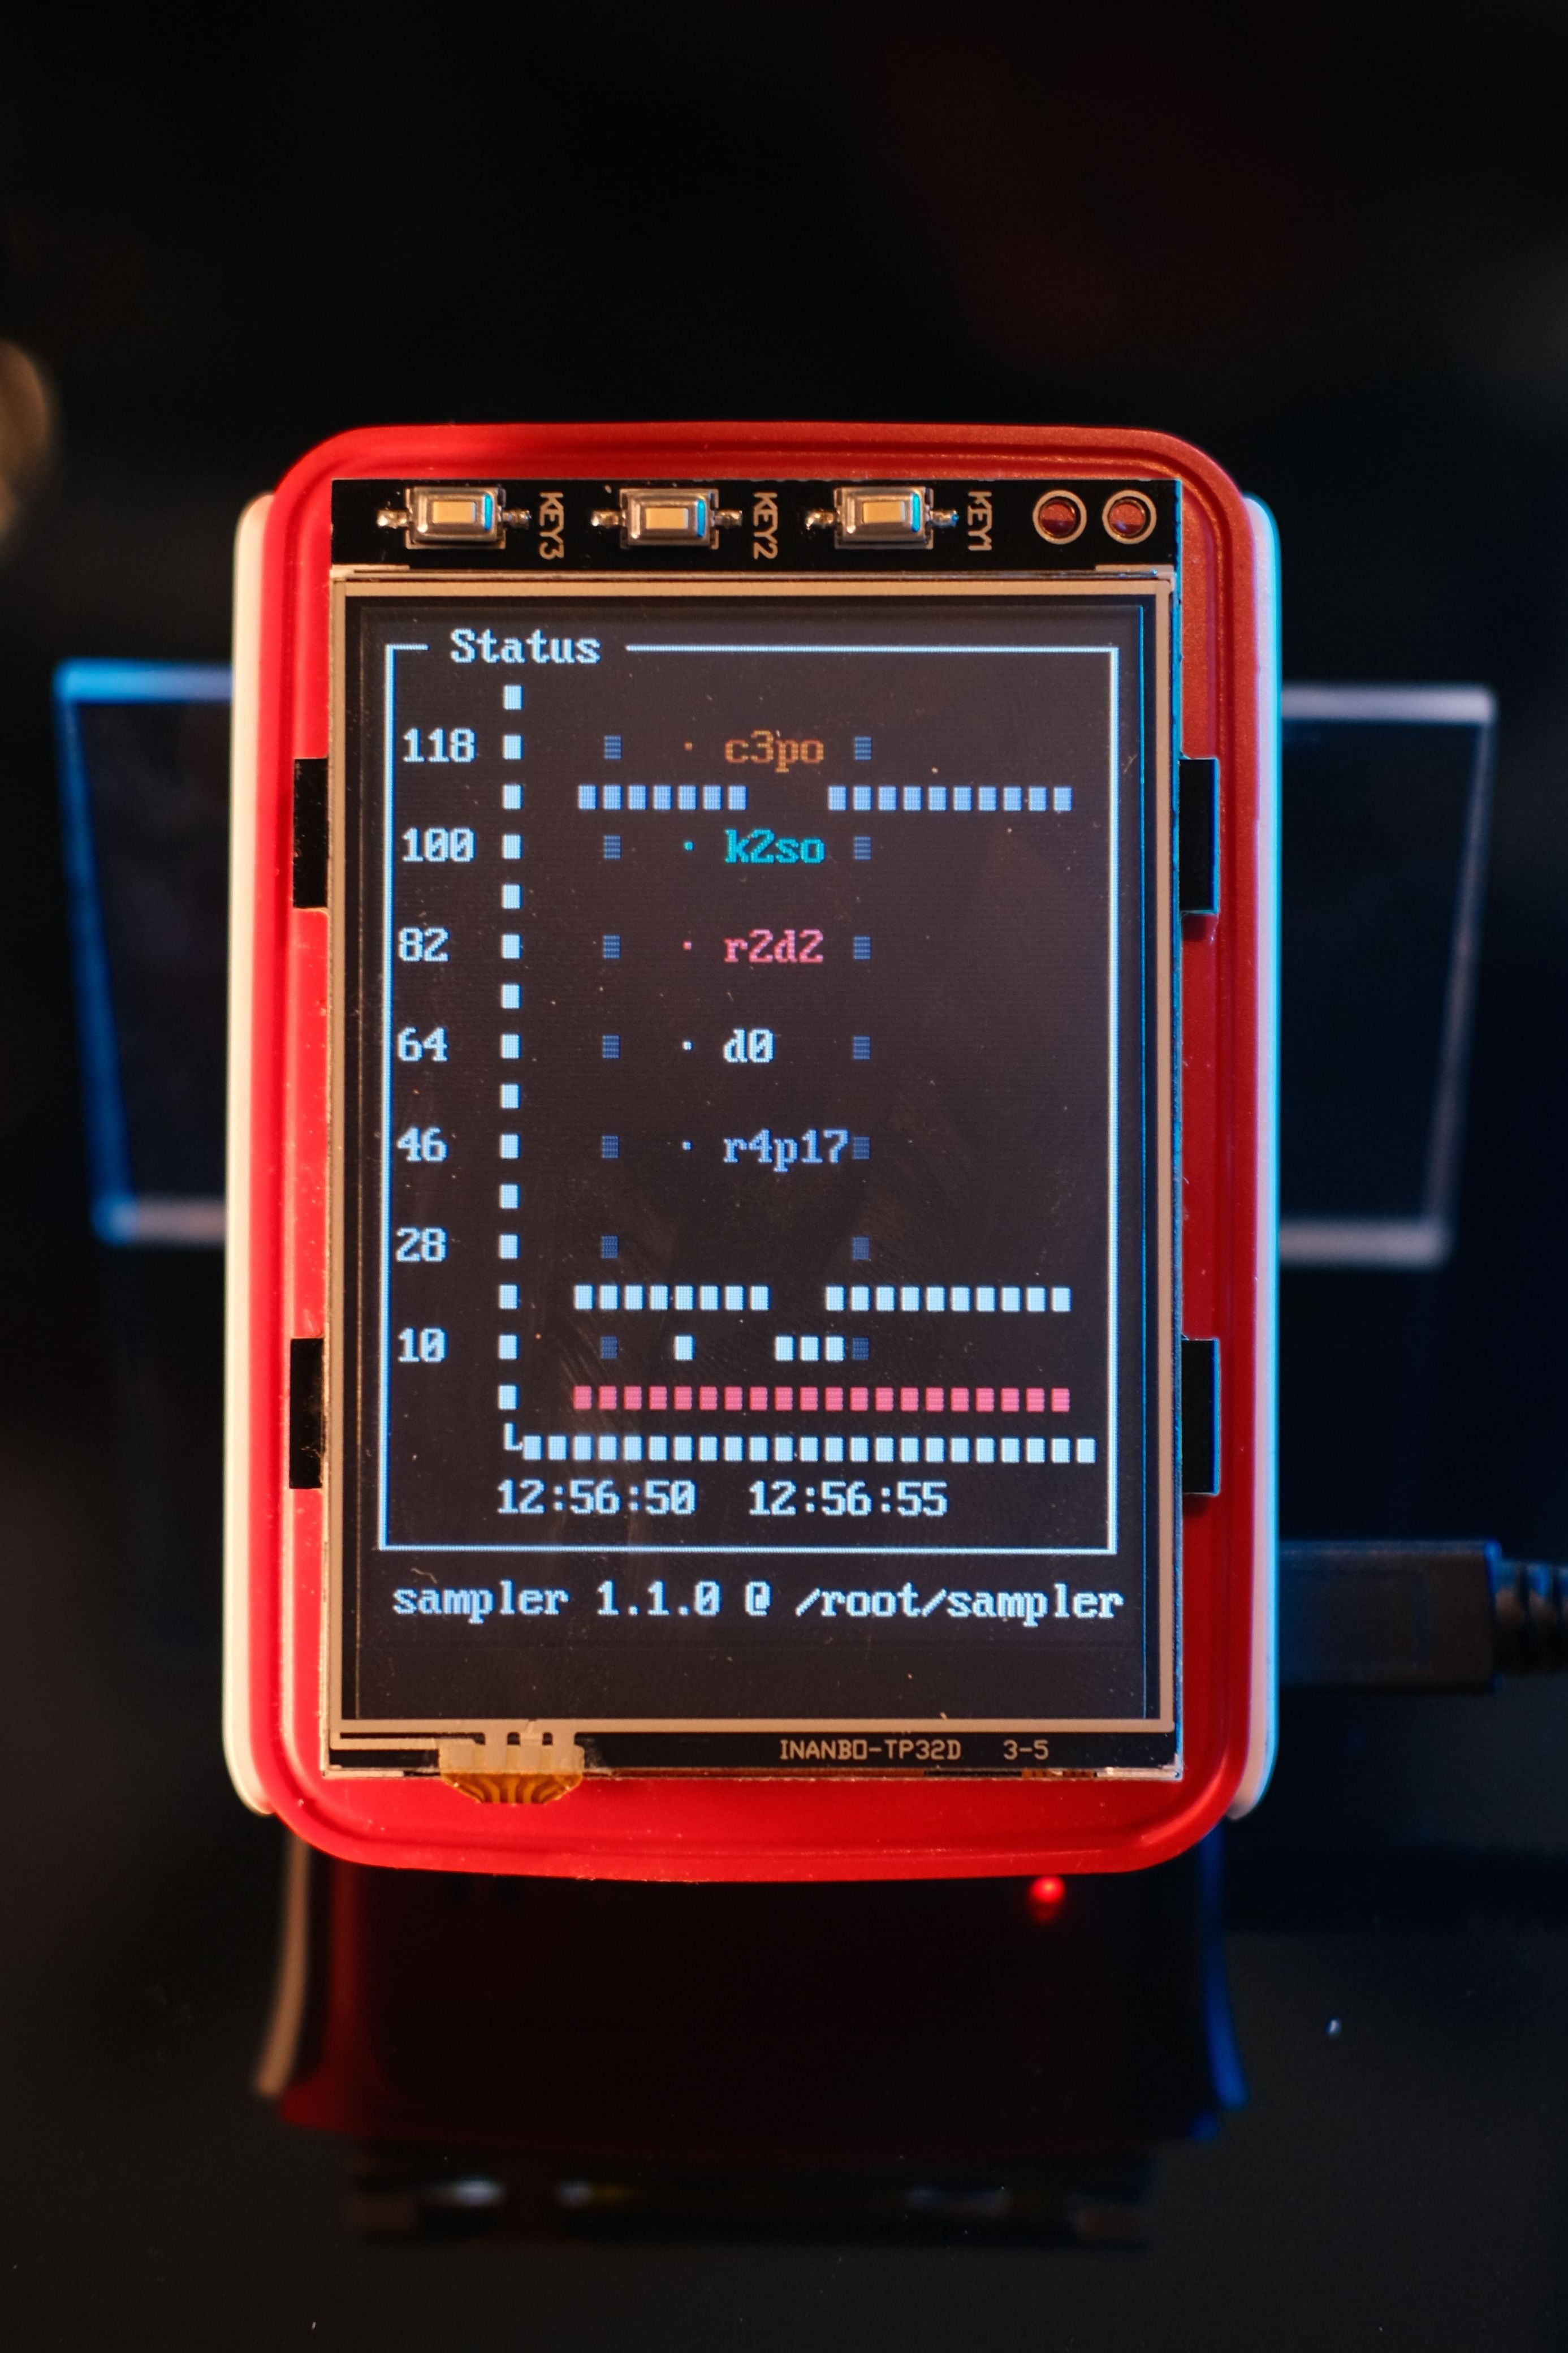 KEY3 KEY2 KEY1
Status
118 · c3po
100 · k2so
82 · r2d2
64 · d0
46 · r4p17
28
10
12:56:50 12:56:55
sampler 1.1.0 @ /root/sampler
INANBO-TP32D 3-5